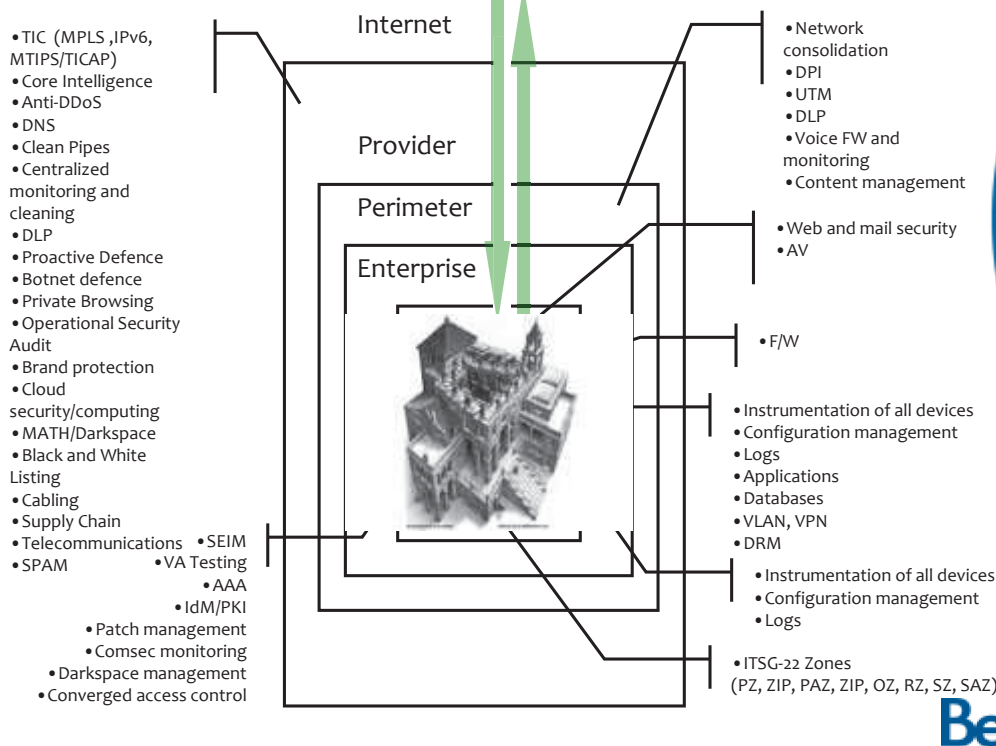 Internet
Provider
Perimeter
Enterprise
•TIC (MPLS ,IPv6,
MTIPS/TICAP)
•Core Intelligence
•Anti-DDoS
•DNS
•Clean Pipes
•Centralized
monitoring and
cleaning
•DLP
•Proactive Defence
•Botnet defence
•Private Browsing
•Operational Security
Audit
•Brand protection
•Cloud
security/computing
•MATH/Darkspace
•Black and White
Listing
•Cabling
•Supply Chain
•Telecommunications
•SPAM
•SEIM
•VA Testing
•AAA
•IdM/PKI
•Patch management
•Comsec monitoring
•Darkspace management
•Converged access control
•Network
consolidation
•DPI
•UTM
•DLP
•Voice FW and
monitoring
•Content management
•Web and mail security
•AV
•F/W
•Instrumentation of all devices
•Configuration management
•Logs
•Applications
•Databases
•VLAN, VPN
•DRM
•Instrumentation of all devices
•Configuration management
•Logs
•ITSG-22 Zones
(PZ, ZIP, PAZ, ZIP, OZ, RZ, SZ, SAZ)
Be